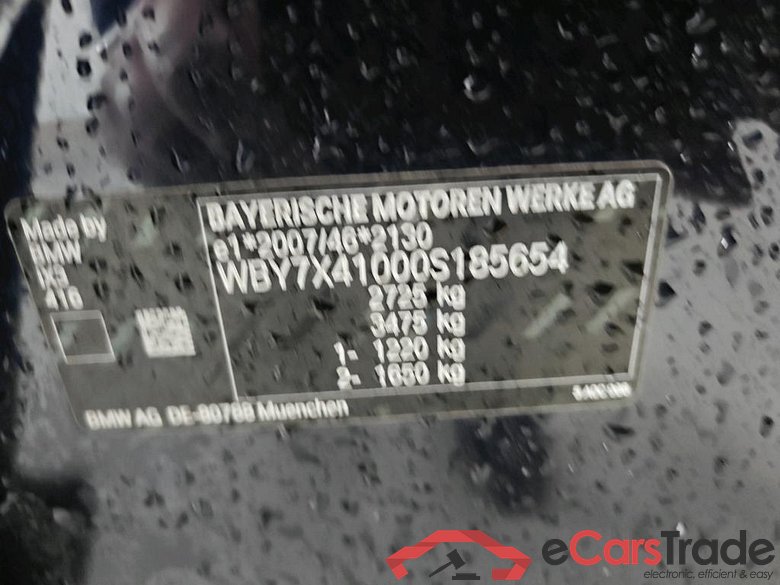 Made by
BMW
iX3
416
BAYERISCHE MOTOREN WERKE AG
e1*2007/46*2130
WBY7X41000S185654
2725 kg
3475 kg
1- 1220 kg
2- 1650 kg
BMW AG DE-80788 Muenchen
eCarsTrade
electronic, efficient & easy